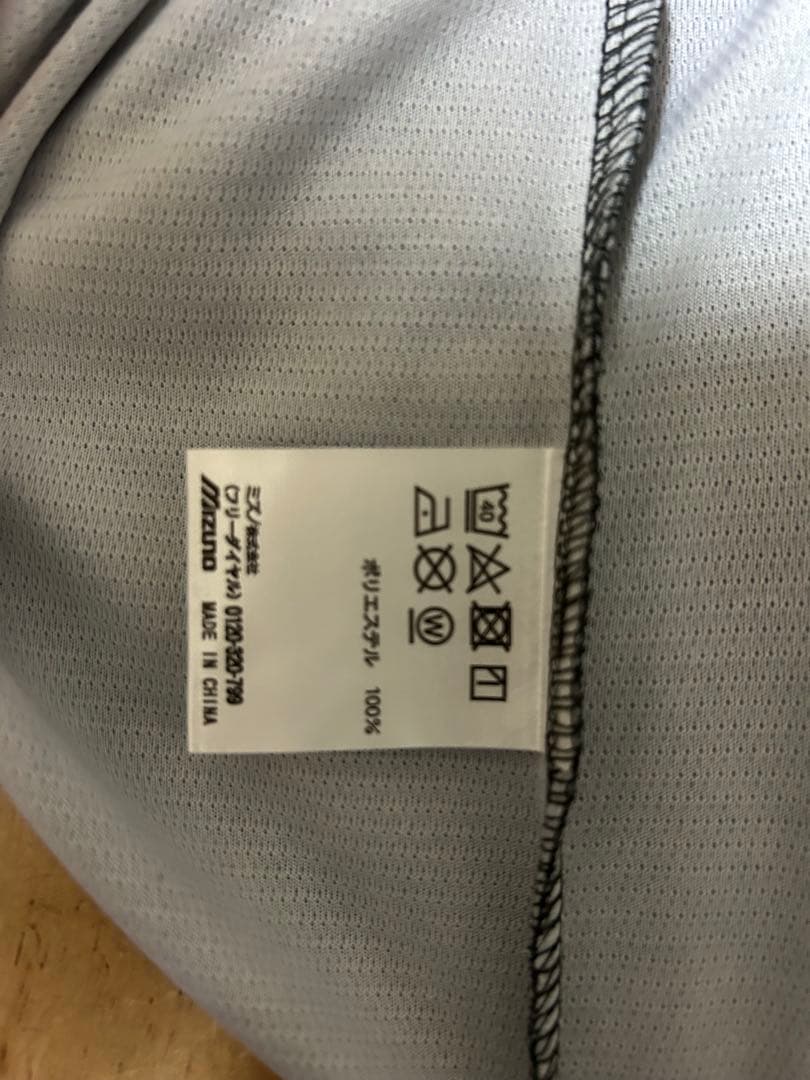 40
W
ポリエステル 100%
ミズノ株式会社
(フリーダイヤル) 0120-320-799
Mizuno MADE IN CHINA